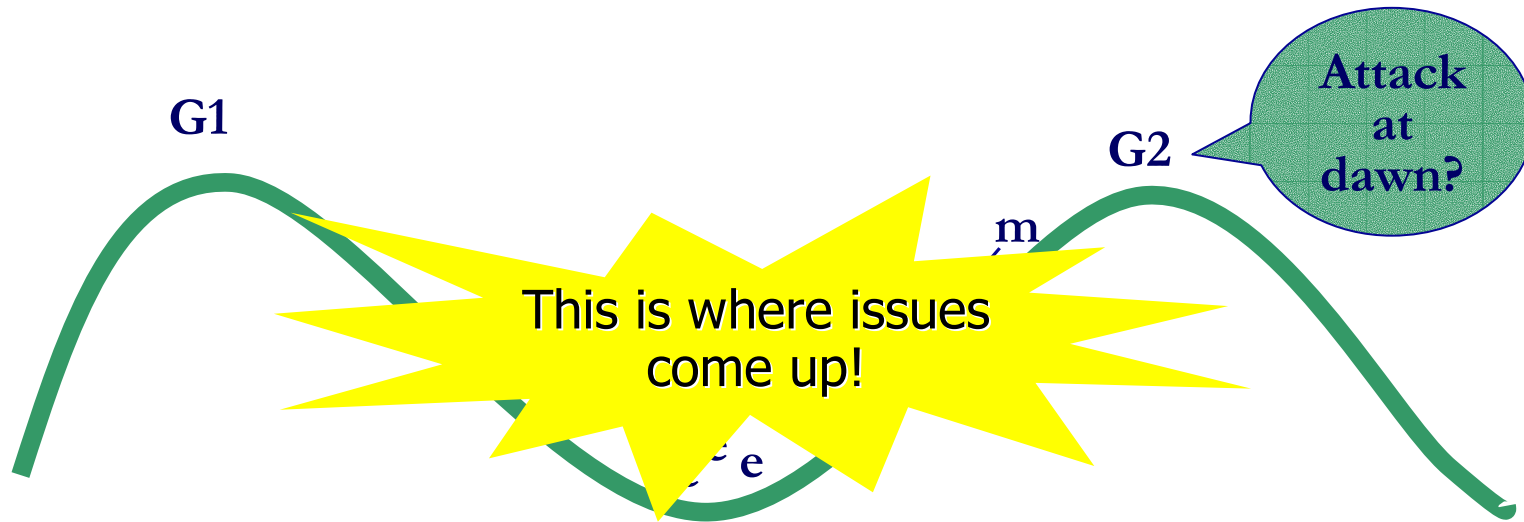 G1
G2
Attack
at
dawn?
m
This is where issues
come up!
e